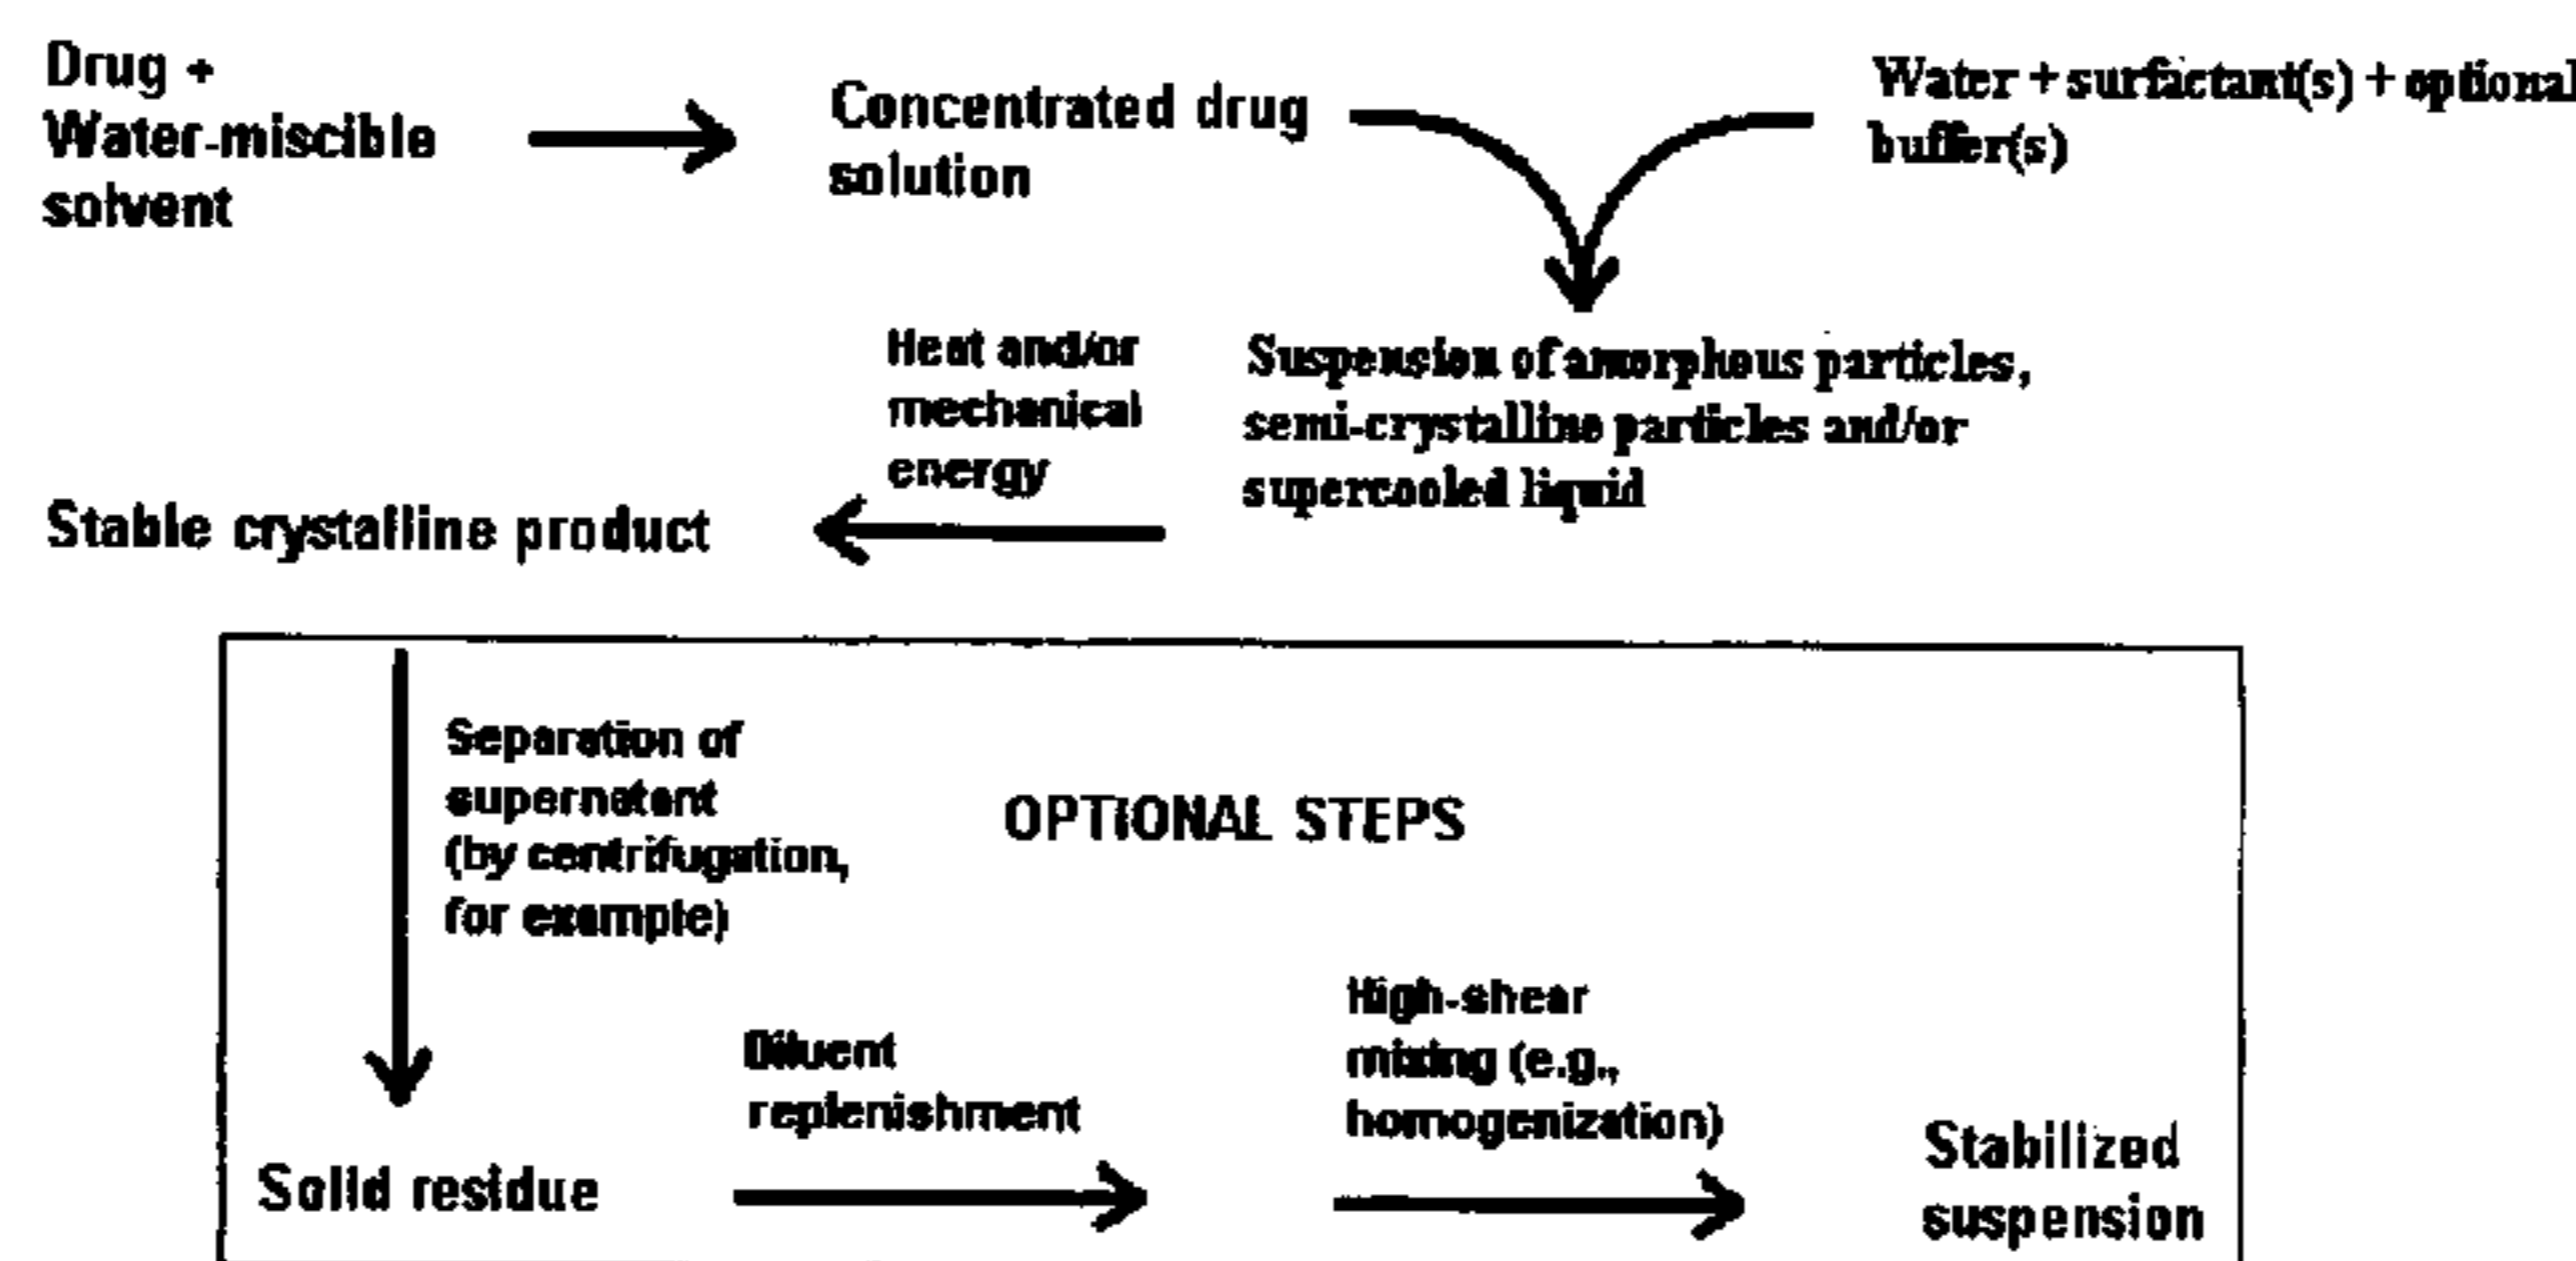 Drug +
Water-miscible
solvent
Concentrated drug
solution
Water + surfactant(s) + optional
buffer(s)
Heat and/or
mechanical
energy
Suspension of amorphous particles,
semi-crystalline particles and/or
supercooled liquid
Stable crystalline product
Separation of
supernatant
(by centrifugation,
for example)
OPTIONAL STEPS
Diluent
replenishment
High-shear
mixing (e.g.,
homogenization)
Solid residue
Stabilized
suspension